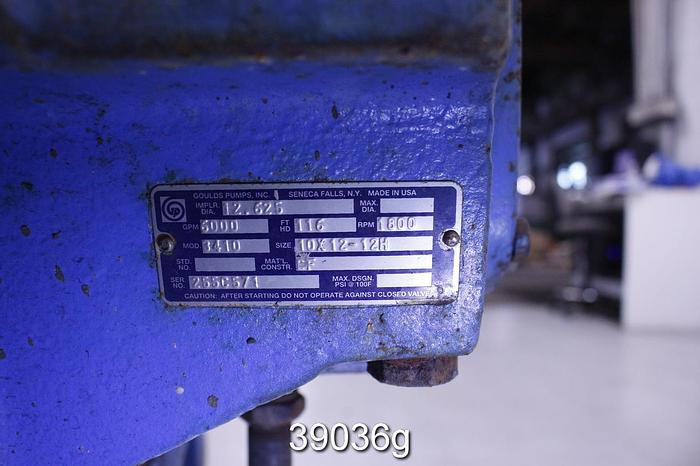 GOULDS PUMPS, INC. SENECA FALLS, N.Y. MADE IN USA
IMPLR. DIA. 12.625 MAX. DIA.
GPM 5000 FT HD 116 RPM 1800
MOD. 3410 SIZE 10X12-12H
STD. NO. MAT'L. CONSTR.
SER. NO. MAX. DSGN. PSI @ 100F
CAUTION: AFTER STARTING DO NOT OPERATE AGAINST CLOSED VALVE
39036g